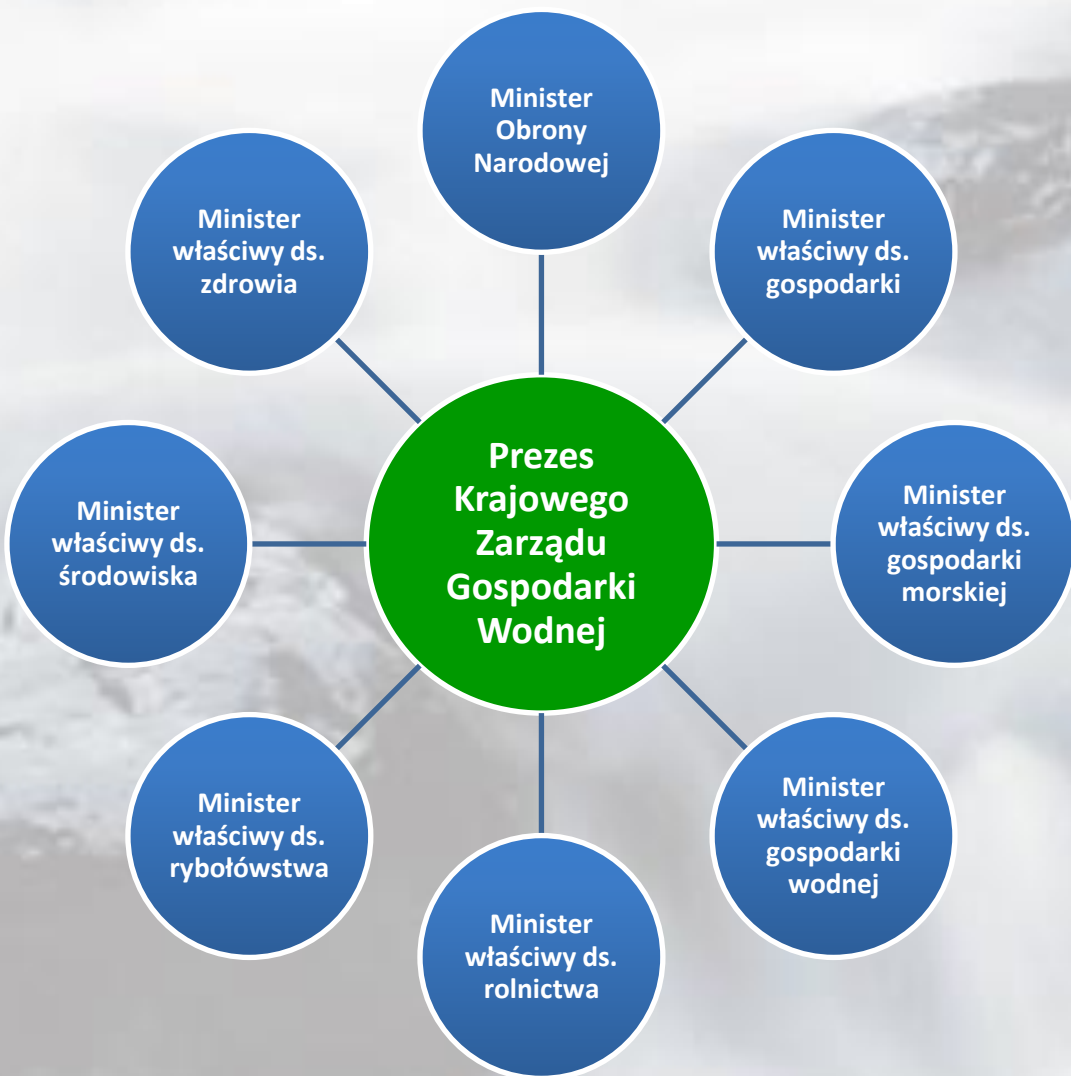 Minister
Obrony
Narodowej
Minister
właściwy ds.
gospodarki
Minister
właściwy ds.
gospodarki
morskiej
Minister
właściwy ds.
gospodarki
wodnej
Minister
właściwy ds.
rolnictwa
Minister
właściwy ds.
rybołówstwa
Minister
właściwy ds.
środowiska
Minister
właściwy ds.
zdrowia
Prezes
Krajowego
Zarządu
Gospodarki
Wodnej